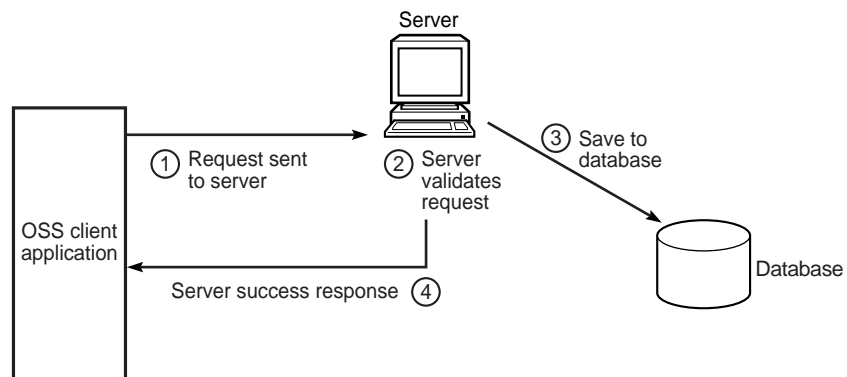 Server
1 Request sent
to server
2 Server
validates
request
3 Save to
database
OSS client
application
Server success response 4
Database